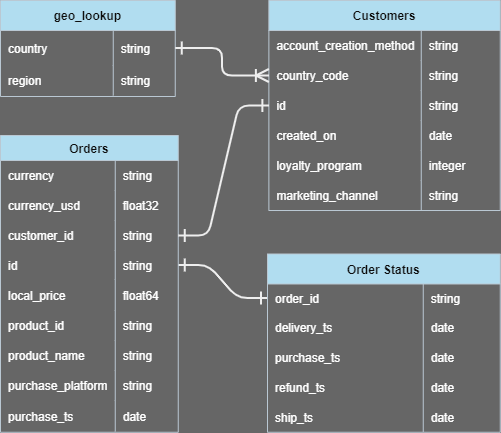 geo_lookup
country string
region string
Customers
account_creation_method string
country_code string
id string
created_on date
loyalty_program integer
marketing_channel string
Orders
currency string
currency_usd float32
customer_id string
id string
local_price float64
product_id string
product_name string
purchase_platform string
purchase_ts date
Order Status
order_id string
delivery_ts date
purchase_ts date
refund_ts date
ship_ts date